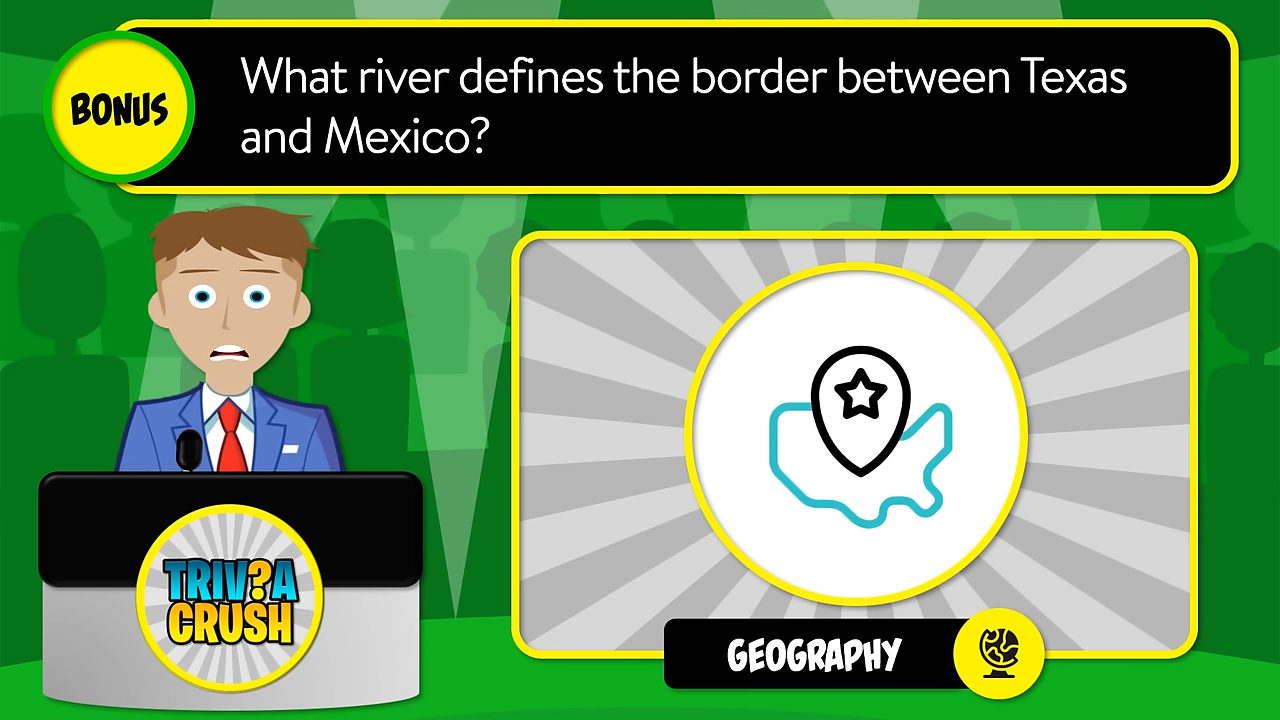 BONUS
What river defines the border between Texas
and Mexico?
TRIV?A
CRUSH
GEOGRAPHY